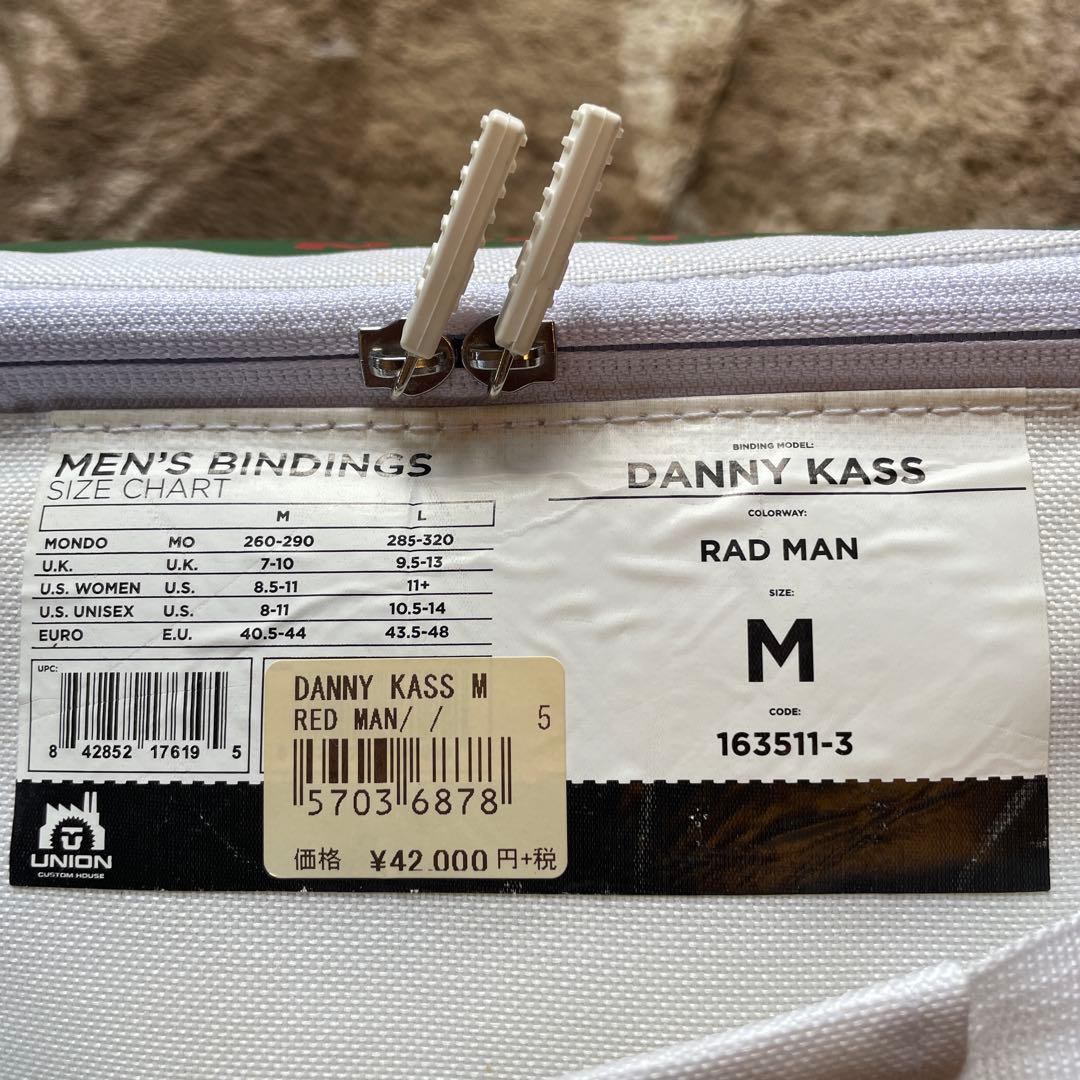 MEN'S BINDINGS
SIZE CHART
M L
MONDO MO 260-290 285-320
U.K. U.K. 7-10 9.5-13
U.S. WOMEN U.S. 8.5-11 11+
U.S. UNISEX U.S. 8-11 10.5-14
EURO E.U. 40.5-44 43.5-48
UPC:
8 42852 17619 5
UNION
CUSTOM HOUSE
DANNY KASS M
RED MAN/ / 5
5703 6878
価格 ¥42.000円+税
BINDING MODEL:
DANNY KASS
COLORWAY:
RAD MAN
SIZE:
M
CODE:
163511-3